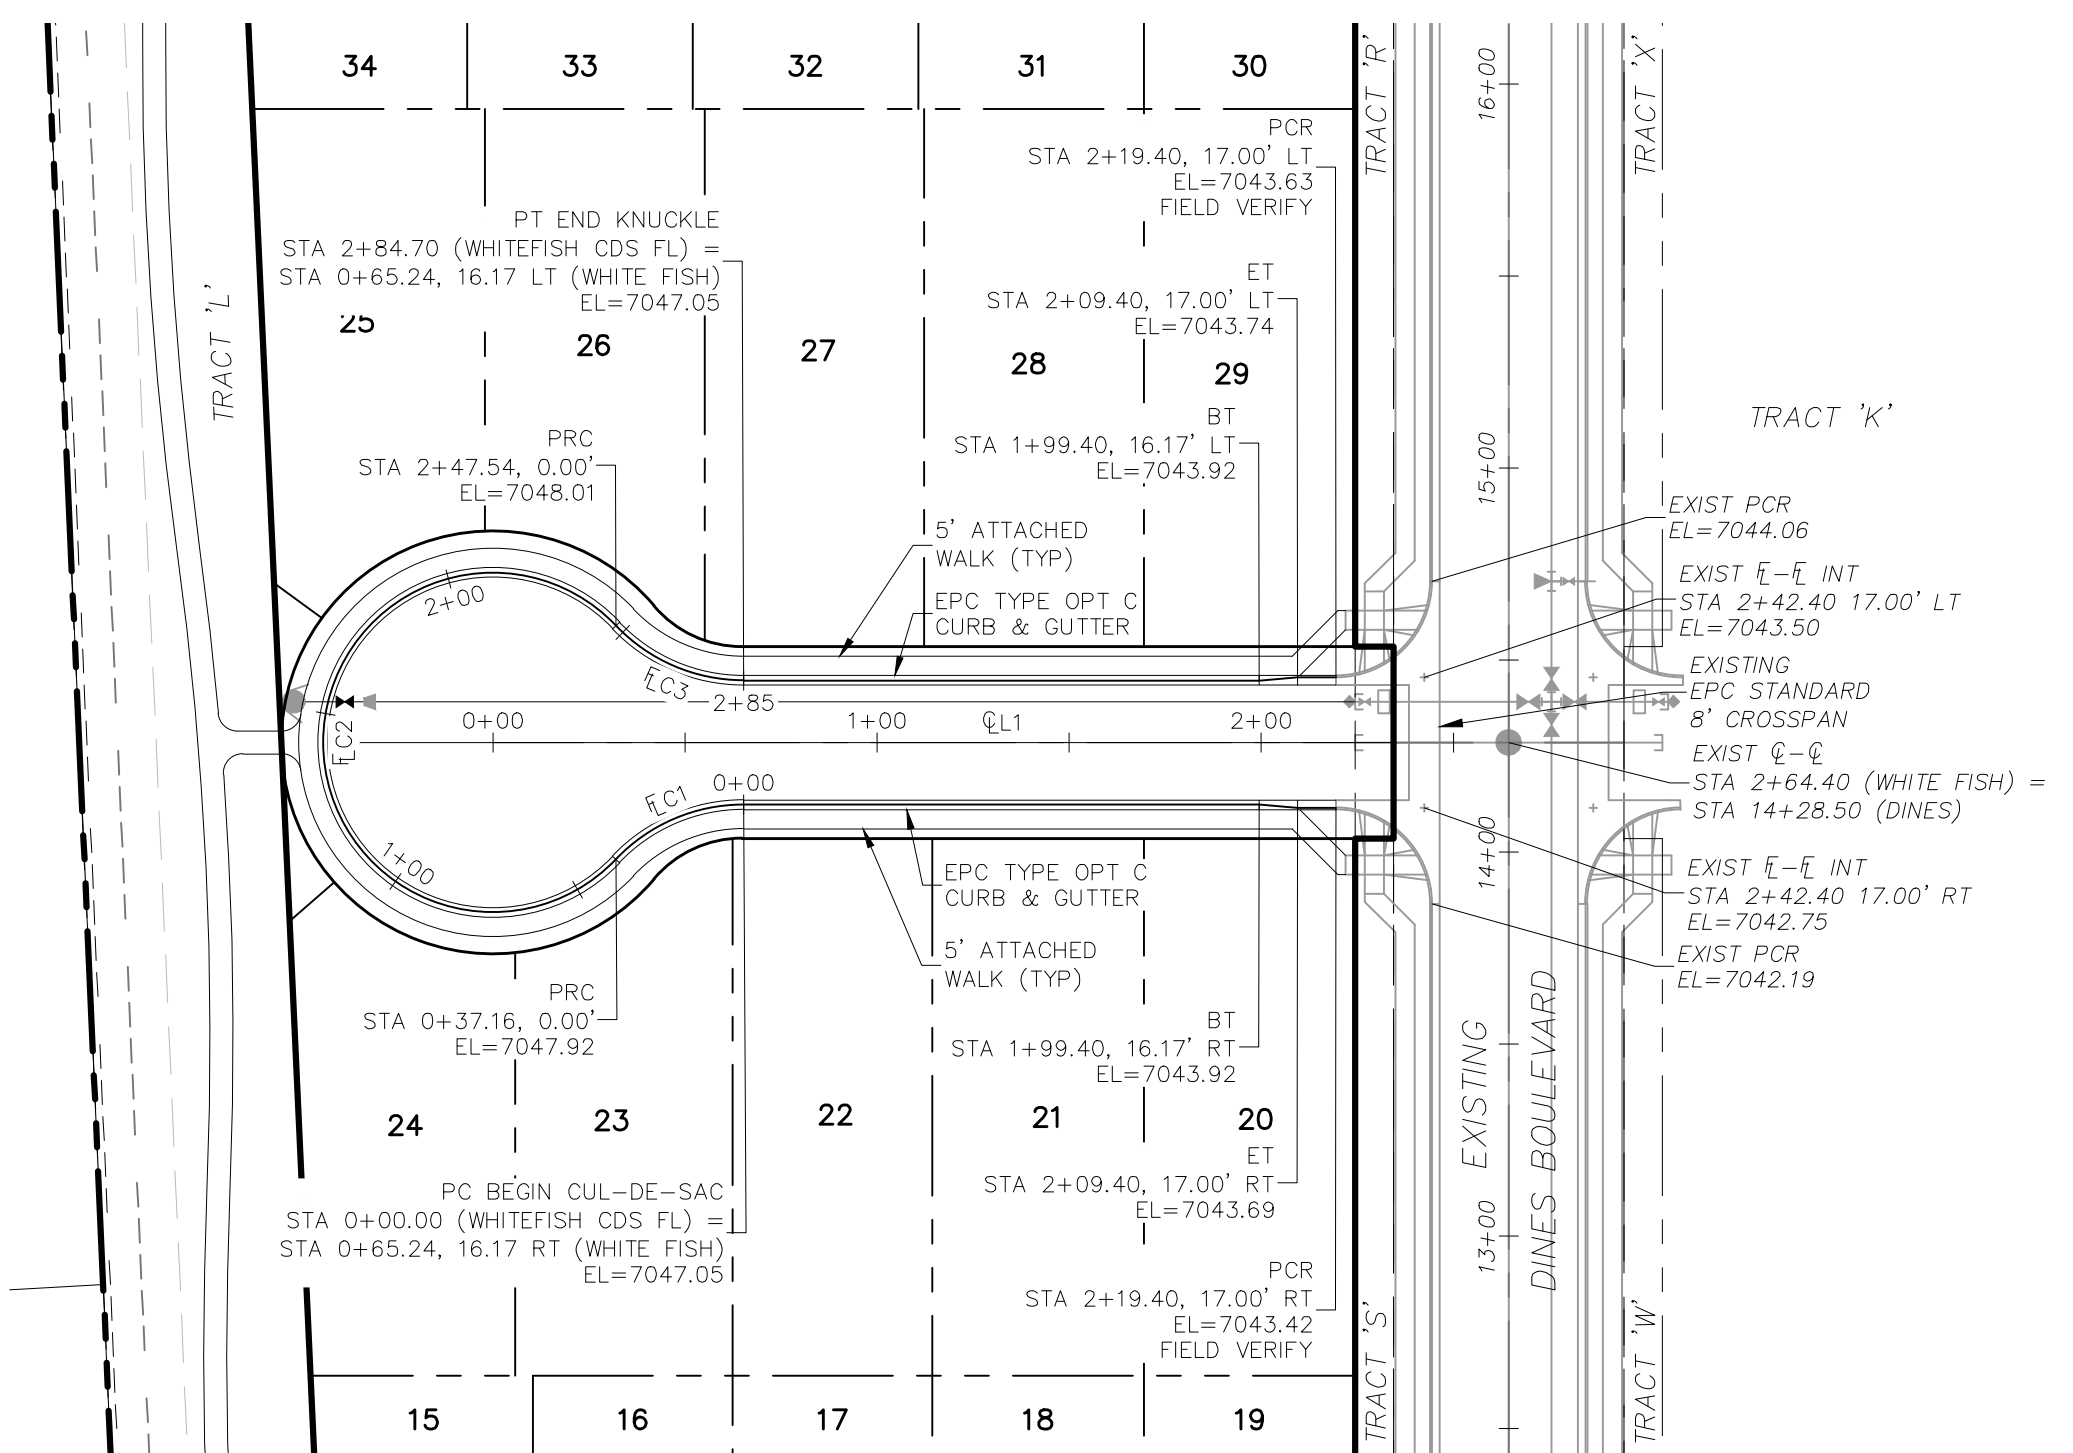 34
33
32
31
30
TRACT 'R'
16+00
TRACT 'X'
PCR
STA 2+19.40, 17.00' LT
EL=7043.63
FIELD VERIFY
PT END KNUCKLE
STA 2+84.70 (WHITEFISH CDS FL) =
STA 0+65.24, 16.17 LT (WHITE FISH)
EL=7047.05
ET
STA 2+09.40, 17.00' LT
EL=7043.74
TRACT 'L'
25
26
27
28
29
BT
STA 1+99.40, 16.17' LT
EL=7043.92
TRACT 'K'
PRC
STA 2+47.54, 0.00'
EL=7048.01
15+00
5' ATTACHED
WALK (TYP)
EXIST PCR
EL=7044.06
EPC TYPE OPT C
CURB & GUTTER
EXIST FL-FL INT
STA 2+42.40 17.00' LT
EL=7043.50
2+00
FLC3
2+85
EXISTING
EPC STANDARD
8' CROSSPAN
0+00
1+00
CLL1
2+00
FLC2
EXIST CL-CL
STA 2+64.40 (WHITE FISH) =
STA 14+28.50 (DINES)
FLC1
0+00
1+00
14+00
EPC TYPE OPT C
CURB & GUTTER
EXIST FL-FL INT
STA 2+42.40 17.00' RT
EL=7042.75
5' ATTACHED
WALK (TYP)
EXIST PCR
EL=7042.19
PRC
STA 0+37.16, 0.00'
EL=7047.92
BT
STA 1+99.40, 16.17' RT
EL=7043.92
EXISTING
DINES BOULEVARD
24
23
22
21
20
ET
STA 2+09.40, 17.00' RT
EL=7043.69
PC BEGIN CUL-DE-SAC
STA 0+00.00 (WHITEFISH CDS FL) =
STA 0+65.24, 16.17 RT (WHITE FISH)
EL=7047.05
13+00
PCR
STA 2+19.40, 17.00' RT
EL=7043.42
FIELD VERIFY
TRACT 'S'
TRACT 'W'
15
16
17
18
19